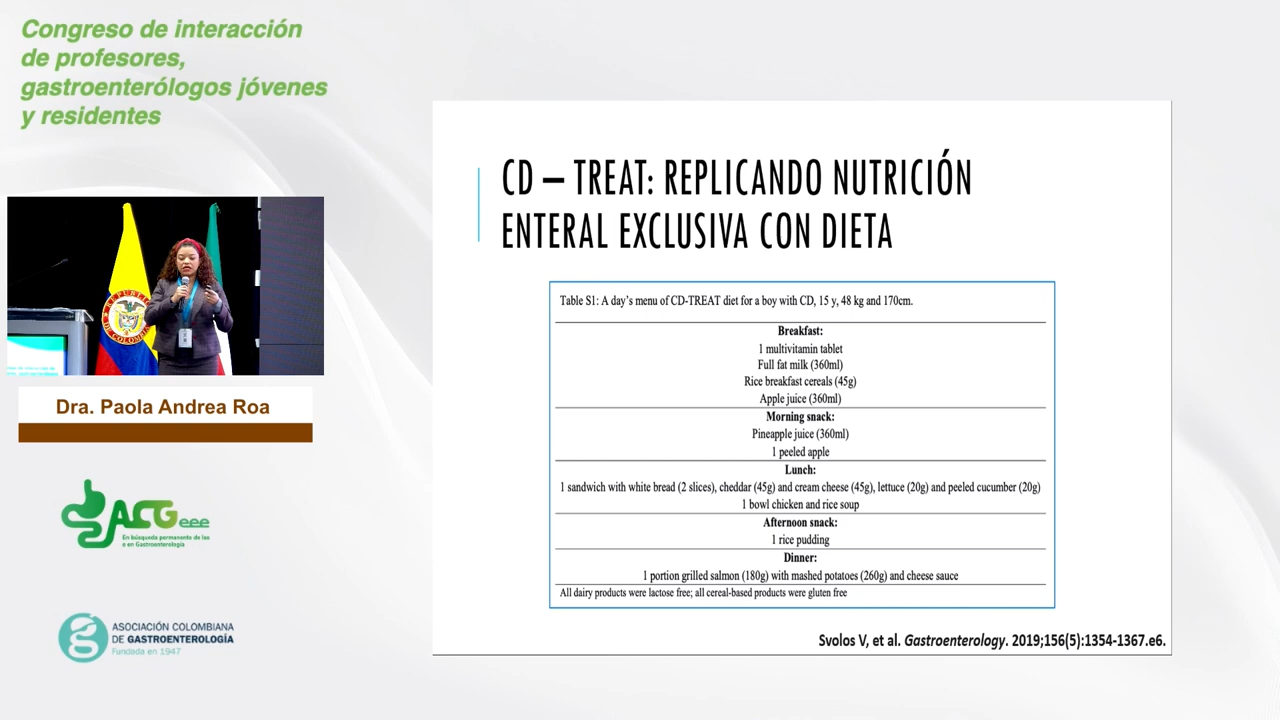 Congreso de interacción
de profesores,
gastroenterólogos jóvenes
y residentes
CD – TREAT: REPLICANDO NUTRICIÓN
ENTERAL EXCLUSIVA CON DIETA
Table S1: A day's menu of CD-TREAT diet for a boy with CD, 15 y, 48 kg and 170cm.
Breakfast:
1 multivitamin tablet
Full fat milk (360ml)
Rice breakfast cereals (45g)
Apple juice (360ml)
Morning snack:
Pineapple juice (360ml)
1 peeled apple
Lunch:
1 sandwich with white bread (2 slices), cheddar (45g) and cream cheese (45g), lettuce (20g) and peeled cucumber (20g)
1 bowl chicken and rice soup
Afternoon snack:
1 rice pudding
Dinner:
1 portion grilled salmon (180g) with mashed potatoes (260g) and cheese sauce
All dairy products were lactose free; all cereal-based products were gluten free
Svolos V, et al. Gastroenterology. 2019;156(5):1354-1367.e6.
Dra. Paola Andrea Roa
ACGeee
En búsqueda permanente de las
e en Gastroenterología
ASOCIACIÓN COLOMBIANA
DE GASTROENTEROLOGÍA
Fundada en 1947